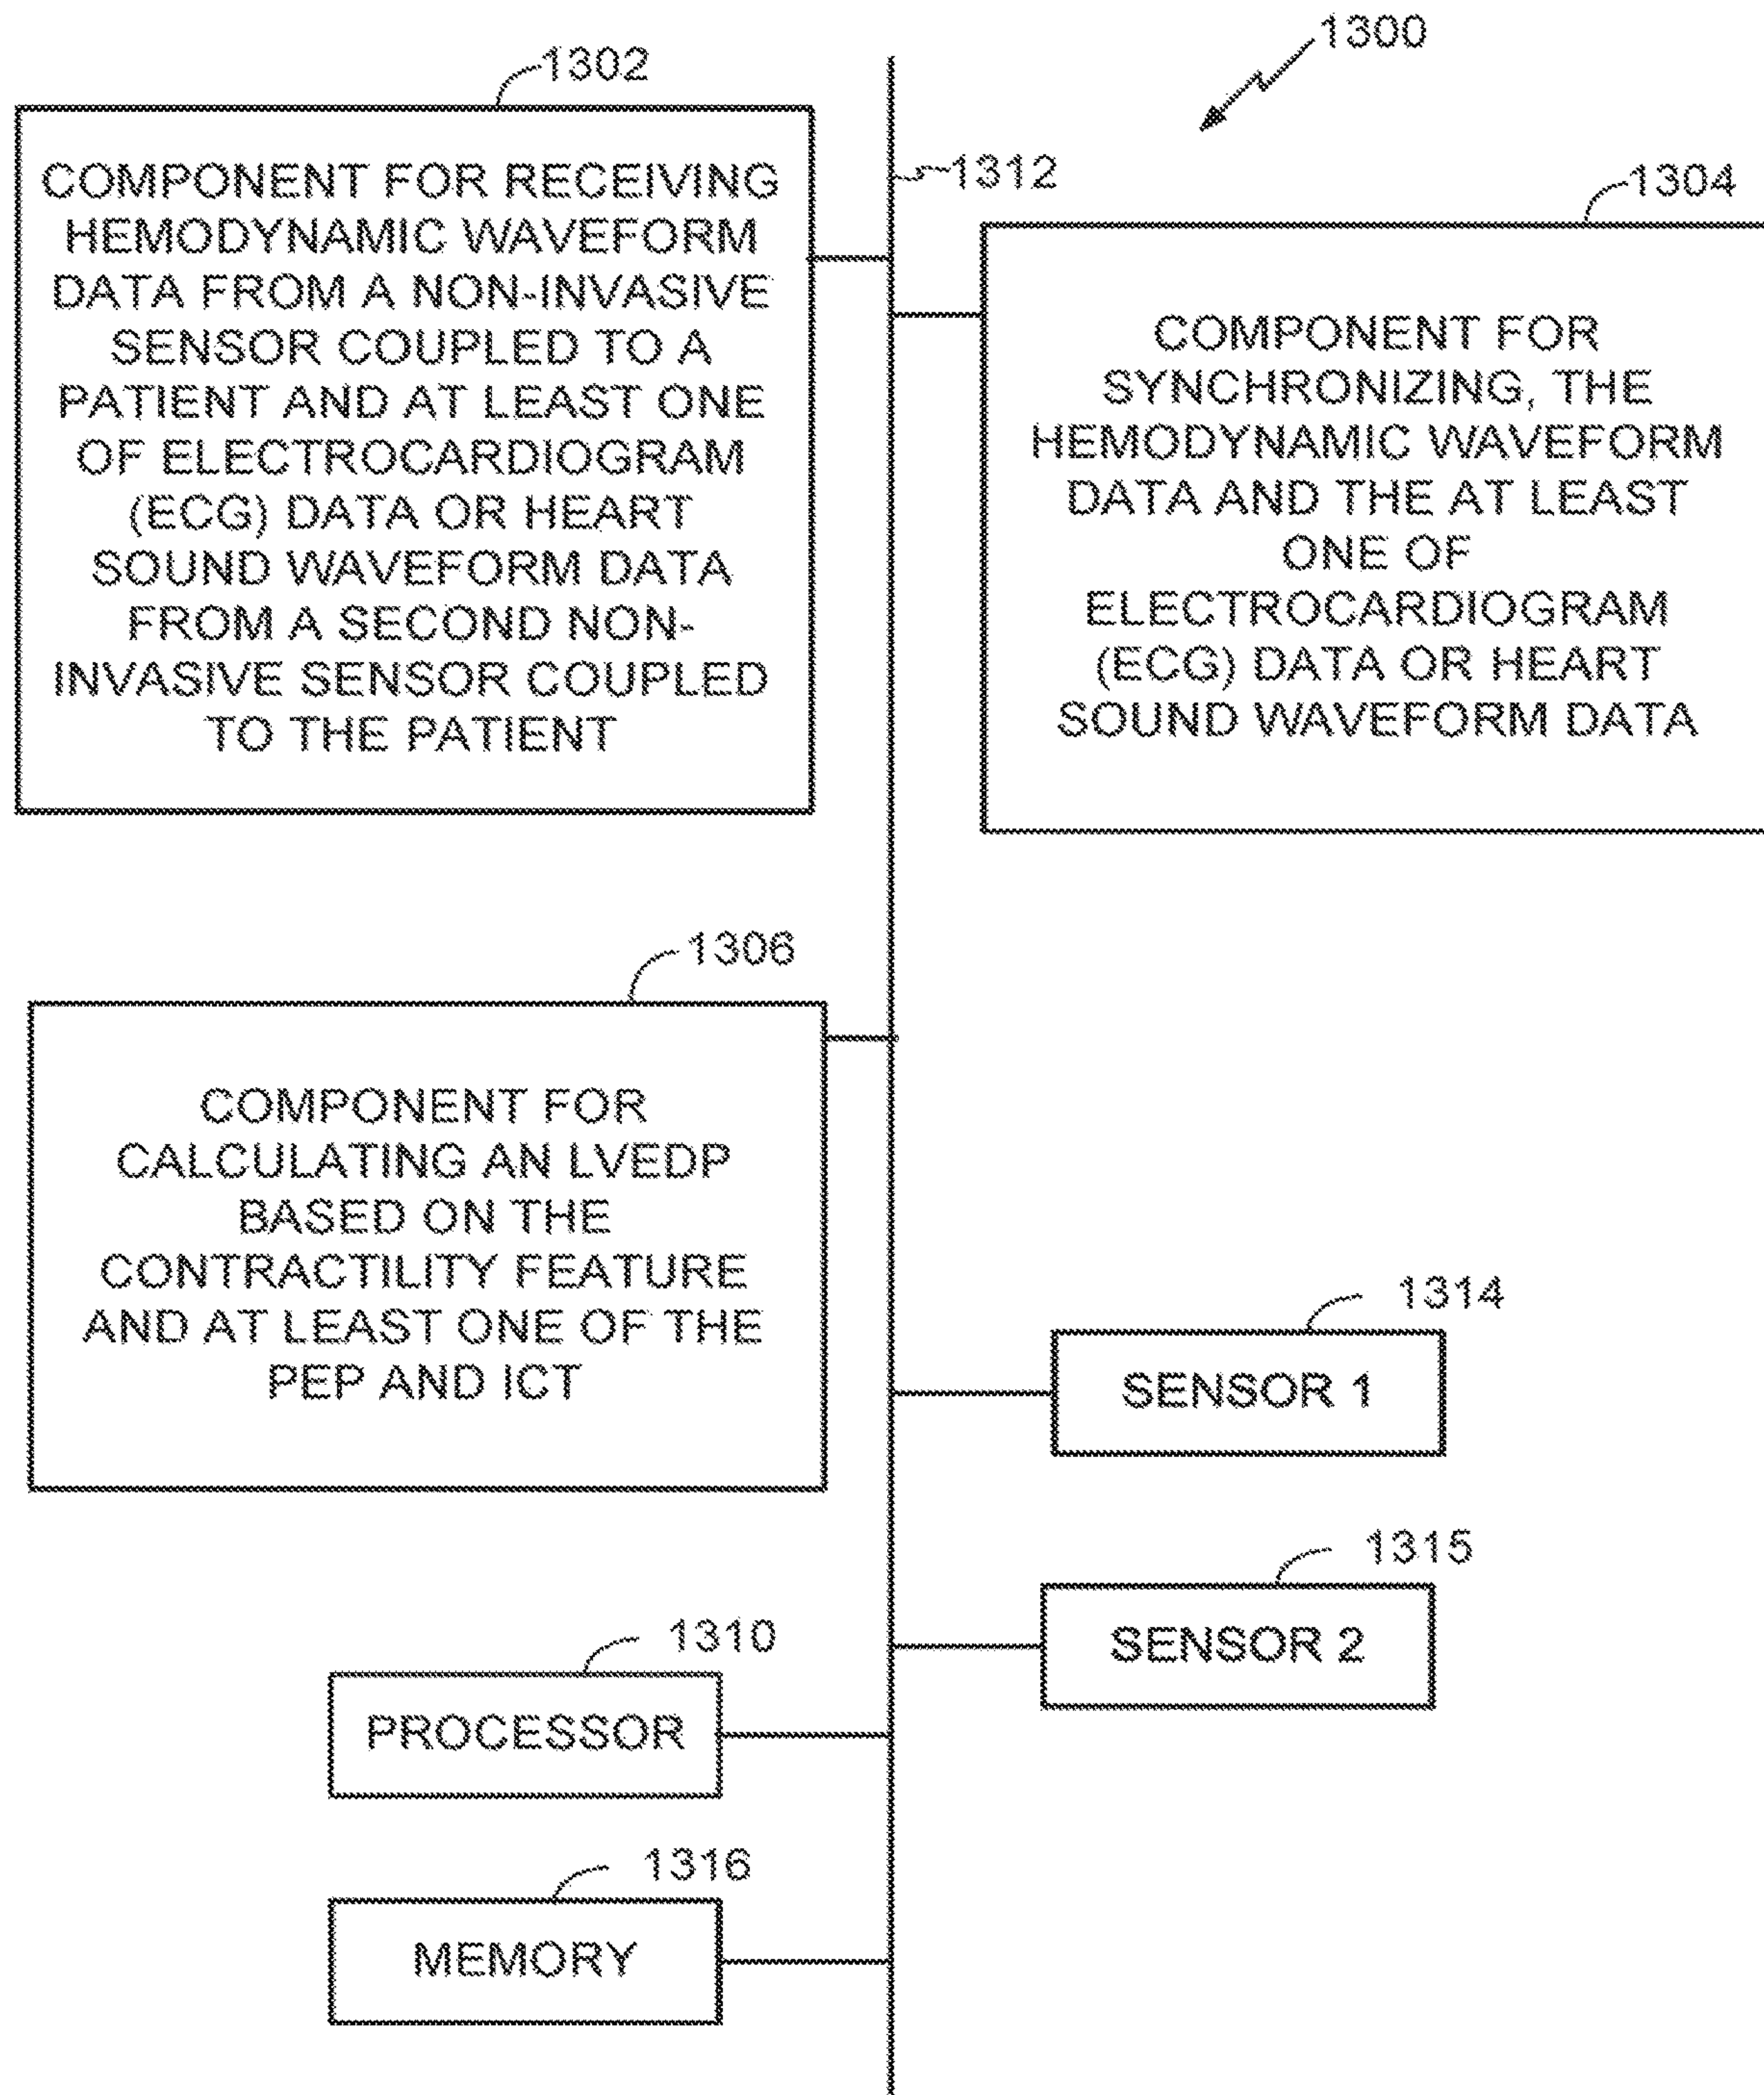 1300
1302
1312
1304
COMPONENT FOR RECEIVING
HEMODYNAMIC WAVEFORM
DATA FROM A NON-INVASIVE
SENSOR COUPLED TO A
PATIENT AND AT LEAST ONE
OF ELECTROCARDIOGRAM
(ECG) DATA OR HEART
SOUND WAVEFORM DATA
FROM A SECOND NON-
INVASIVE SENSOR COUPLED
TO THE PATIENT
COMPONENT FOR
SYNCHRONIZING, THE
HEMODYNAMIC WAVEFORM
DATA AND THE AT LEAST
ONE OF
ELECTROCARDIOGRAM
(ECG) DATA OR HEART
SOUND WAVEFORM DATA
1306
COMPONENT FOR
CALCULATING AN LVEDP
BASED ON THE
CONTRACTILITY FEATURE
AND AT LEAST ONE OF THE
PEP AND ICT
1314
SENSOR 1
1315
SENSOR 2
1310
PROCESSOR
1316
MEMORY